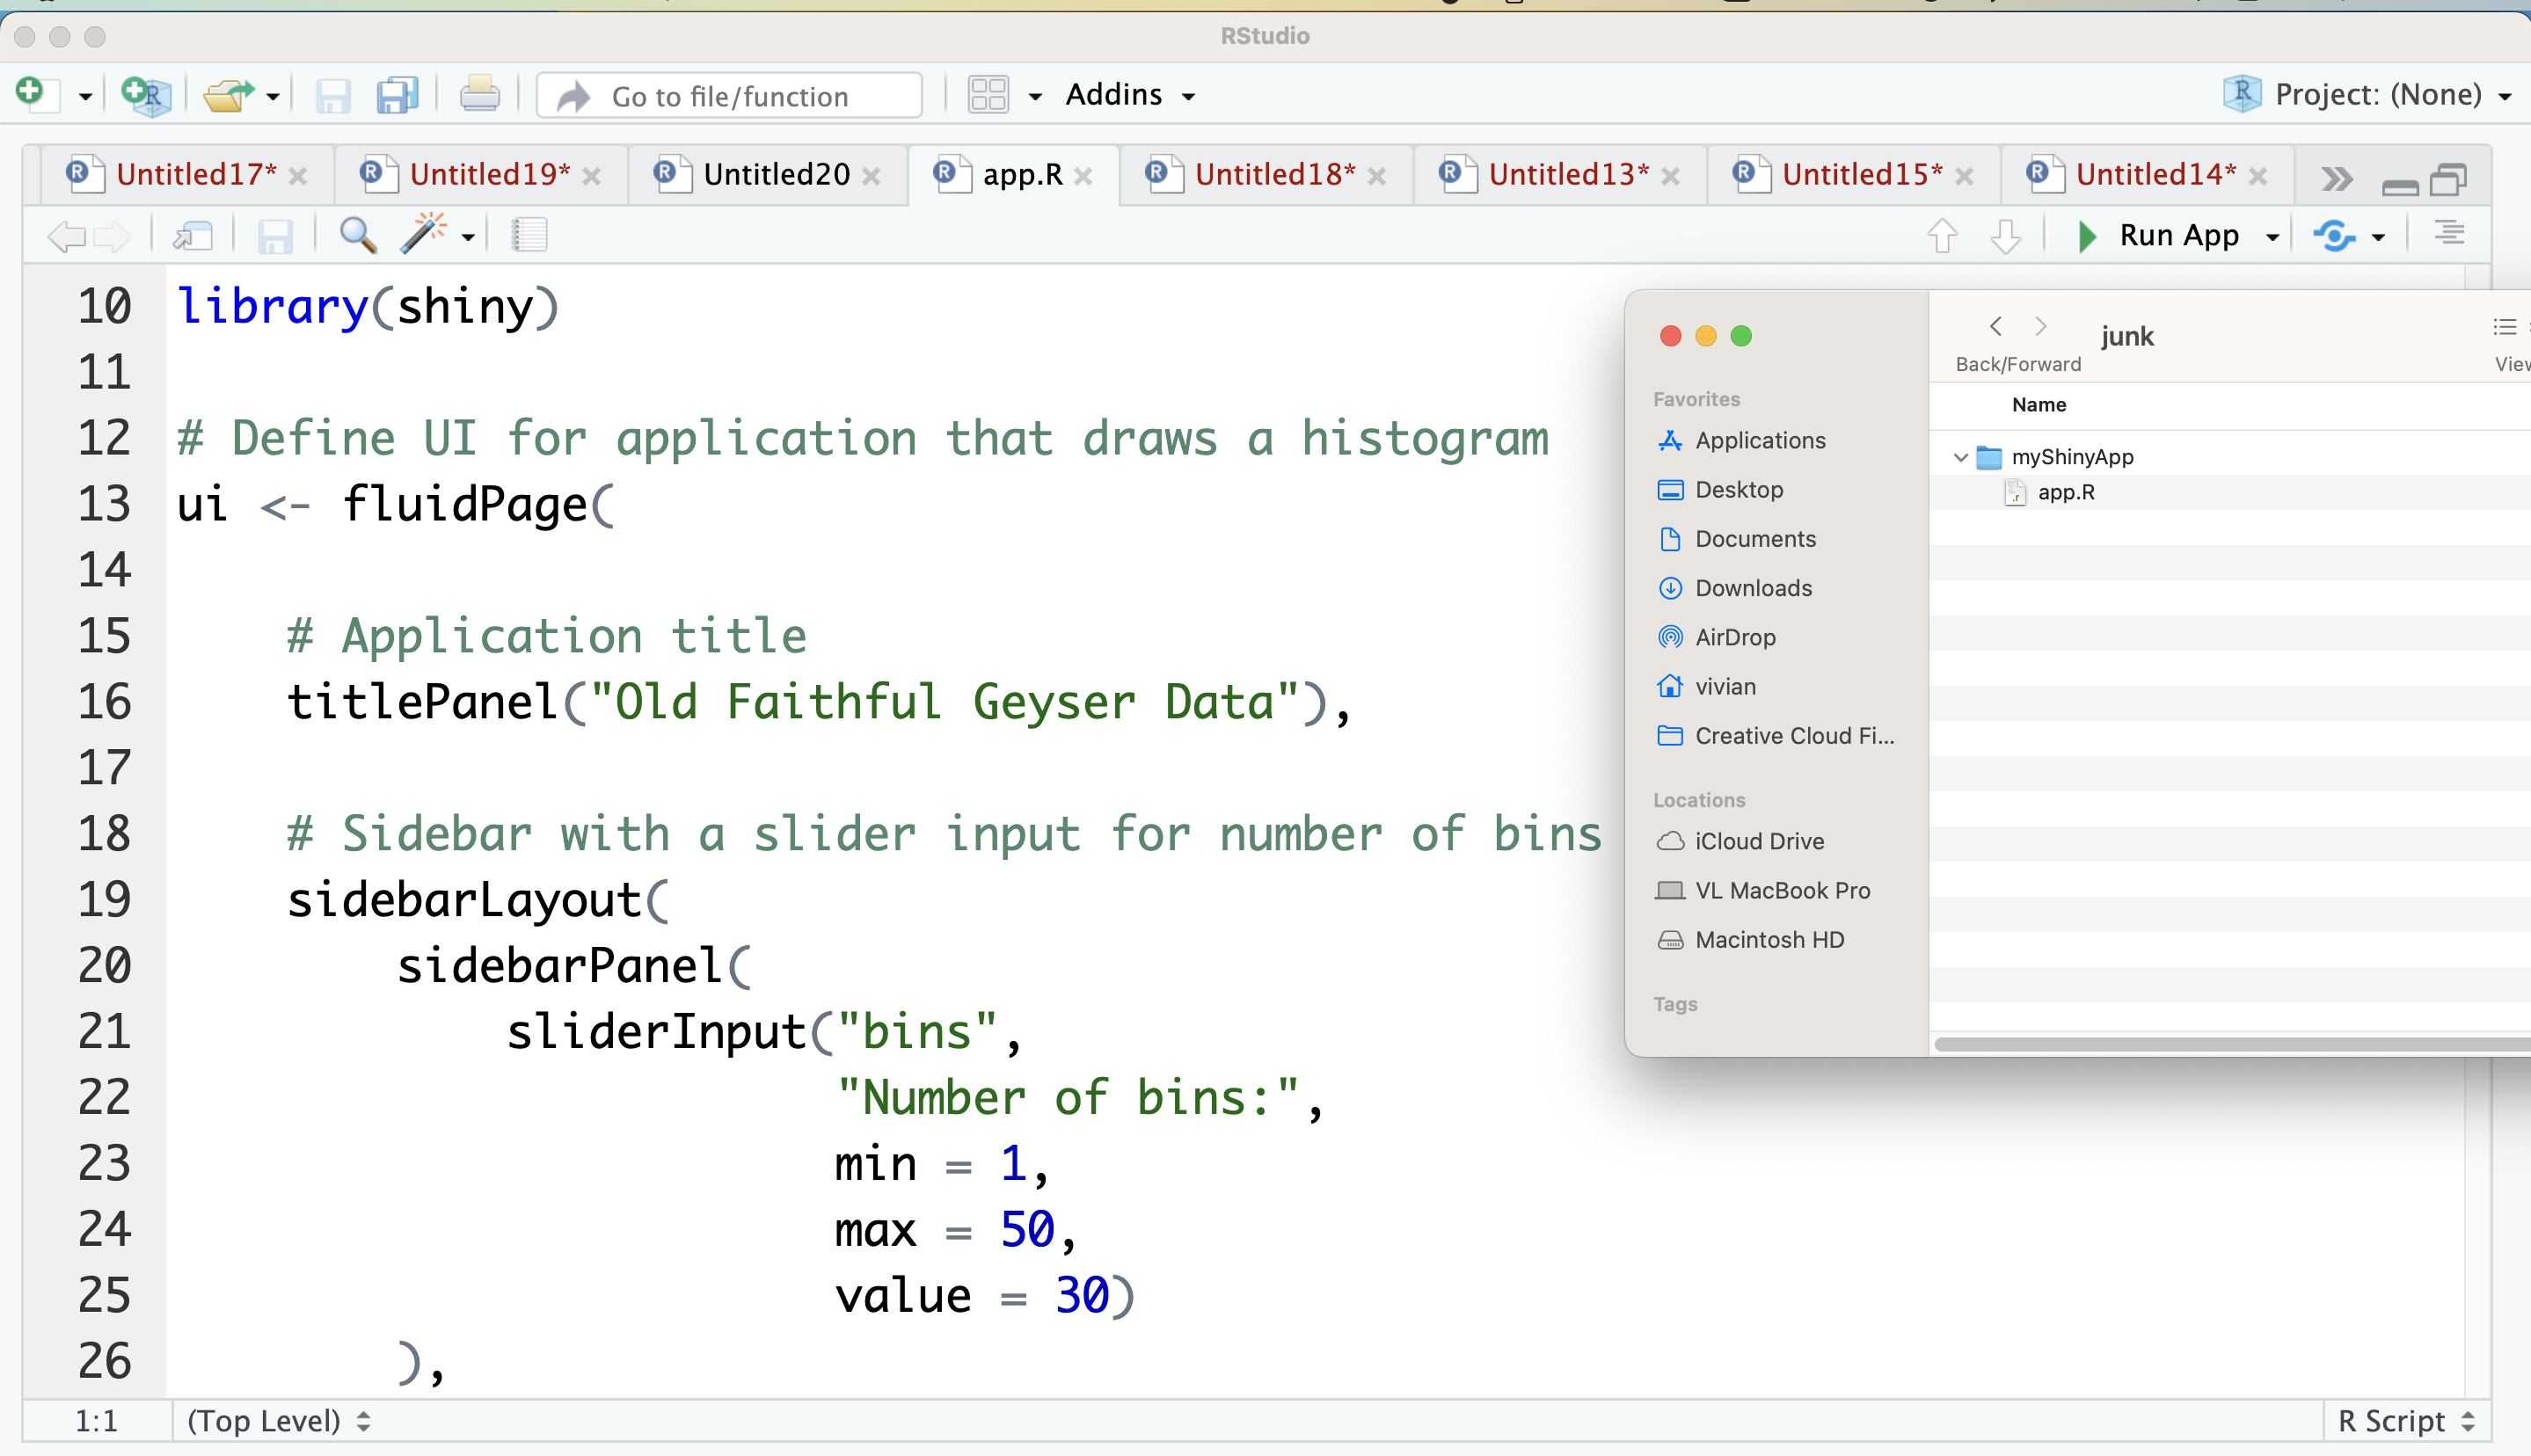 RStudio
Go to file/function
Addins
Project: (None)
Untitled17*
Untitled19*
Untitled20
app.R
Untitled18*
Untitled13*
Untitled15*
Untitled14*
Run App
10 library(shiny)
11
12 # Define UI for application that draws a histogram
13 ui <- fluidPage(
14
15     # Application title
16     titlePanel("Old Faithful Geyser Data"),
17
18     # Sidebar with a slider input for number of bins
19     sidebarLayout(
20         sidebarPanel(
21             sliderInput("bins",
22                         "Number of bins:",
23                         min = 1,
24                         max = 50,
25                         value = 30)
26         ),
1:1
(Top Level)
R Script
Favorites
Applications
Desktop
Documents
Downloads
AirDrop
vivian
Creative Cloud Fi...
Locations
iCloud Drive
VL MacBook Pro
Macintosh HD
Tags
junk
Back/Forward
Name
myShinyApp
app.R